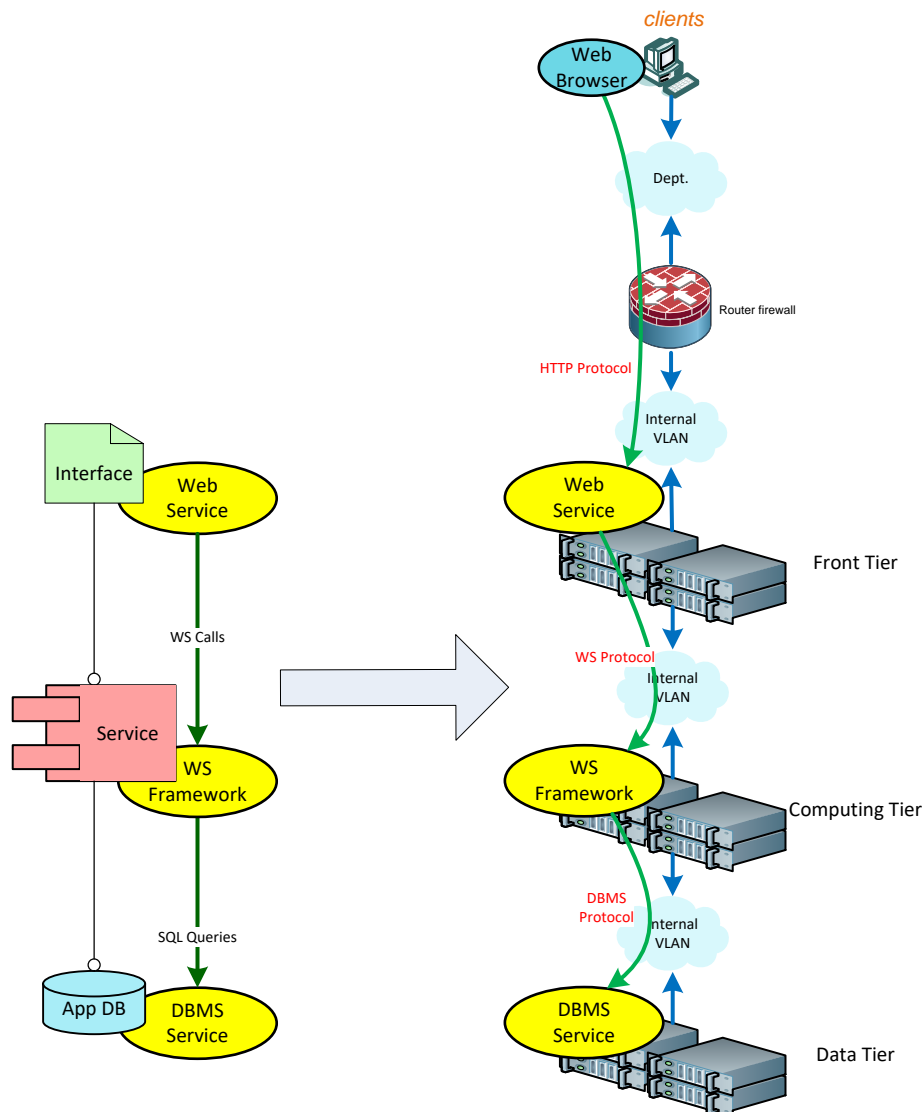 clients
Web
Browser
Dept.
Router firewall
HTTP Protocol
Internal
VLAN
Interface
Web
Service
Web
Service
Front Tier
WS Calls
WS Protocol
Internal
VLAN
Service
WS
Framework
WS
Framework
Computing Tier
DBMS
Protocol
Internal
VLAN
SQL Queries
App DB
DBMS
Service
DBMS
Service
Data Tier